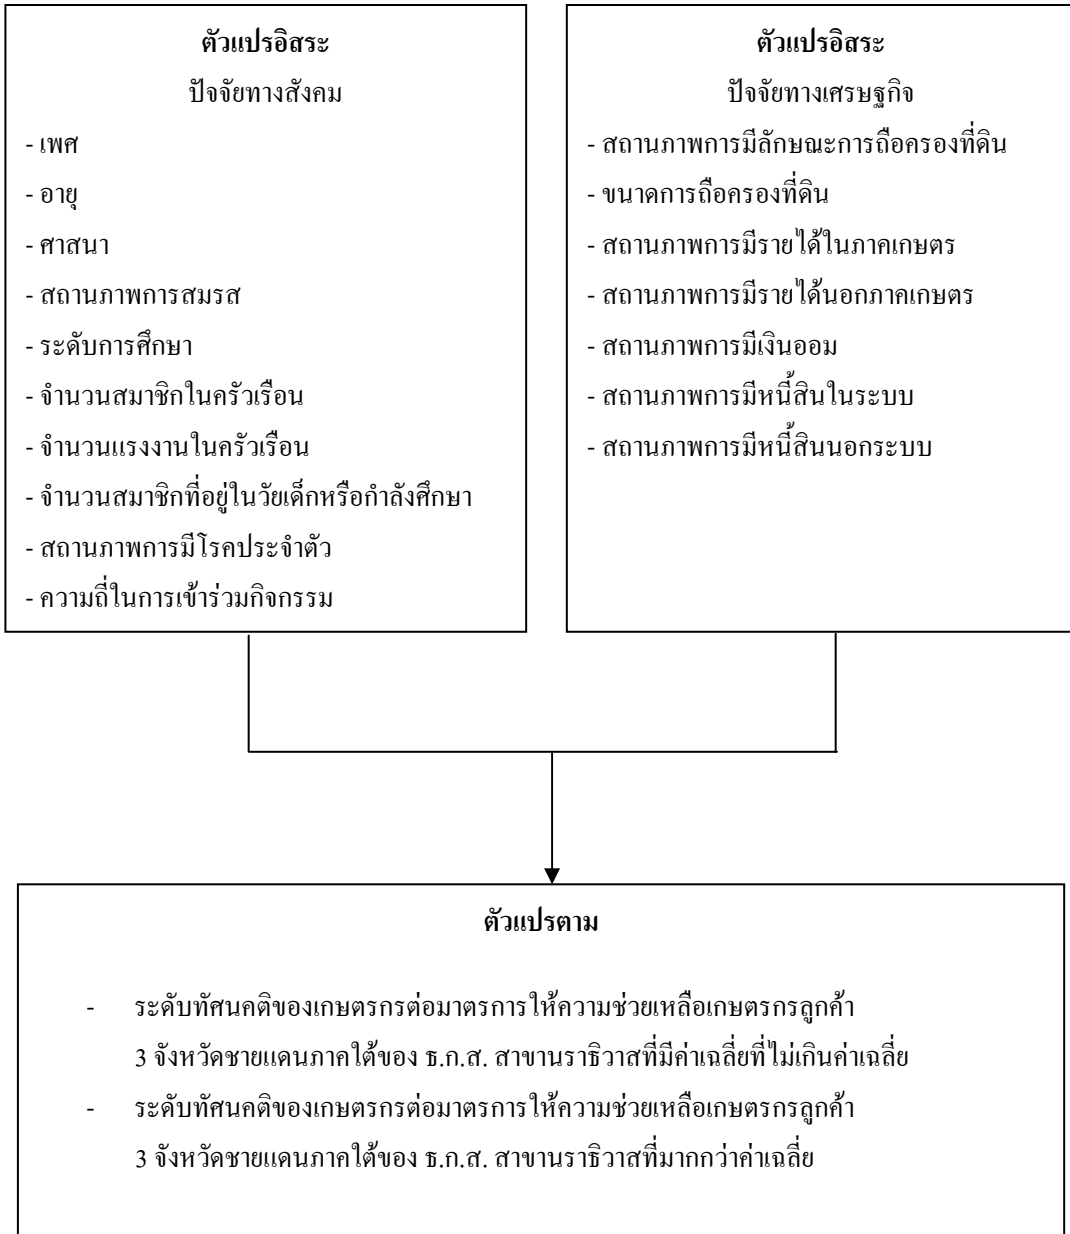 ตัวแปรอิสระ
ปัจจัยทางสังคม
- เพศ
- อายุ
- ศาสนา
- สถานภาพการสมรส
- ระดับการศึกษา
- จำนวนสมาชิกในครัวเรือน
- จำนวนแรงงานในครัวเรือน
- จำนวนสมาชิกที่อยู่ในวัยเด็กหรือกำลังศึกษา
- สถานภาพการมีโรคประจำตัว
- ความถี่ในการเข้าร่วมกิจกรรม
ตัวแปรอิสระ
ปัจจัยทางเศรษฐกิจ
- สถานภาพการมีลักษณะการถือครองที่ดิน
- ขนาดการถือครองที่ดิน
- สถานภาพการมีรายได้ในภาคเกษตร
- สถานภาพการมีรายได้นอกภาคเกษตร
- สถานภาพการมีเงินออม
- สถานภาพการมีหนี้สินในระบบ
- สถานภาพการมีหนี้สินนอกระบบ
ตัวแปรตาม
- ระดับทัศนคติของเกษตรกรต่อมาตรการให้ความช่วยเหลือเกษตรกรลูกค้า
3 จังหวัดชายแดนภาคใต้ของ ธ.ก.ส. สาขานราธิวาสที่มีค่าเฉลี่ยที่ไม่เกินค่าเฉลี่ย
- ระดับทัศนคติของเกษตรกรต่อมาตรการให้ความช่วยเหลือเกษตรกรลูกค้า
3 จังหวัดชายแดนภาคใต้ของ ธ.ก.ส. สาขานราธิวาสที่มากกว่าค่าเฉลี่ย